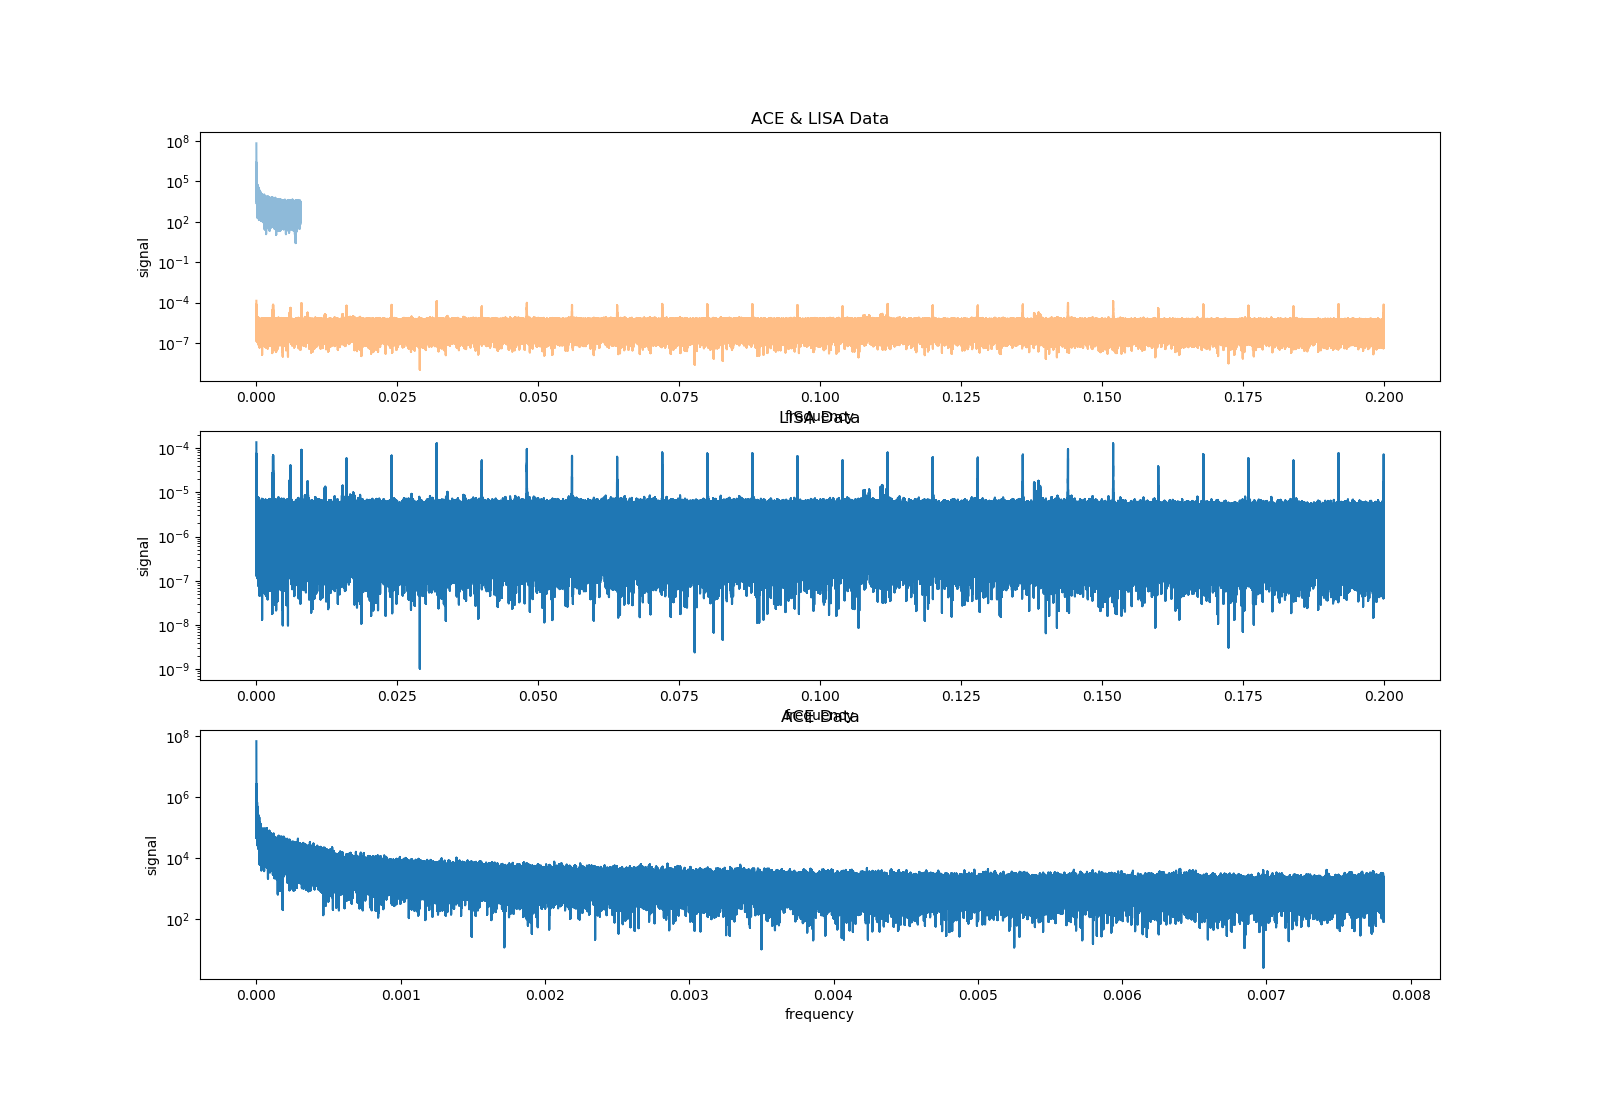 ACE & LISA Data
signal
10^8
10^5
10^2
10^-1
10^-4
10^-7
0.000 0.025 0.050 0.075 0.100 0.125 0.150 0.175 0.200
frequency
LISA Data
signal
10^-4
10^-5
10^-6
10^-7
10^-8
10^-9
0.000 0.025 0.050 0.075 0.100 0.125 0.150 0.175 0.200
frequency
ACE Data
signal
10^8
10^6
10^4
10^2
0.000 0.001 0.002 0.003 0.004 0.005 0.006 0.007 0.008
frequency